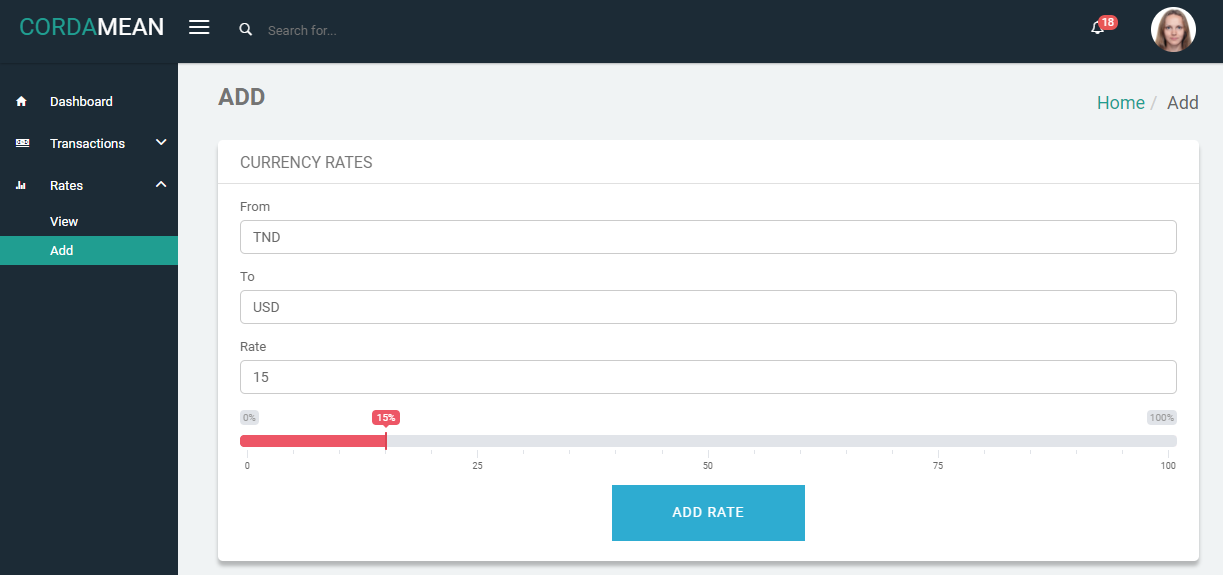 CORDAMEAN
Search for...
18
Dashboard
Transactions
Rates
View
Add
ADD
Home / Add
CURRENCY RATES
From
TND
To
USD
Rate
15
0% 15% 100%
0 25 50 75 100
ADD RATE